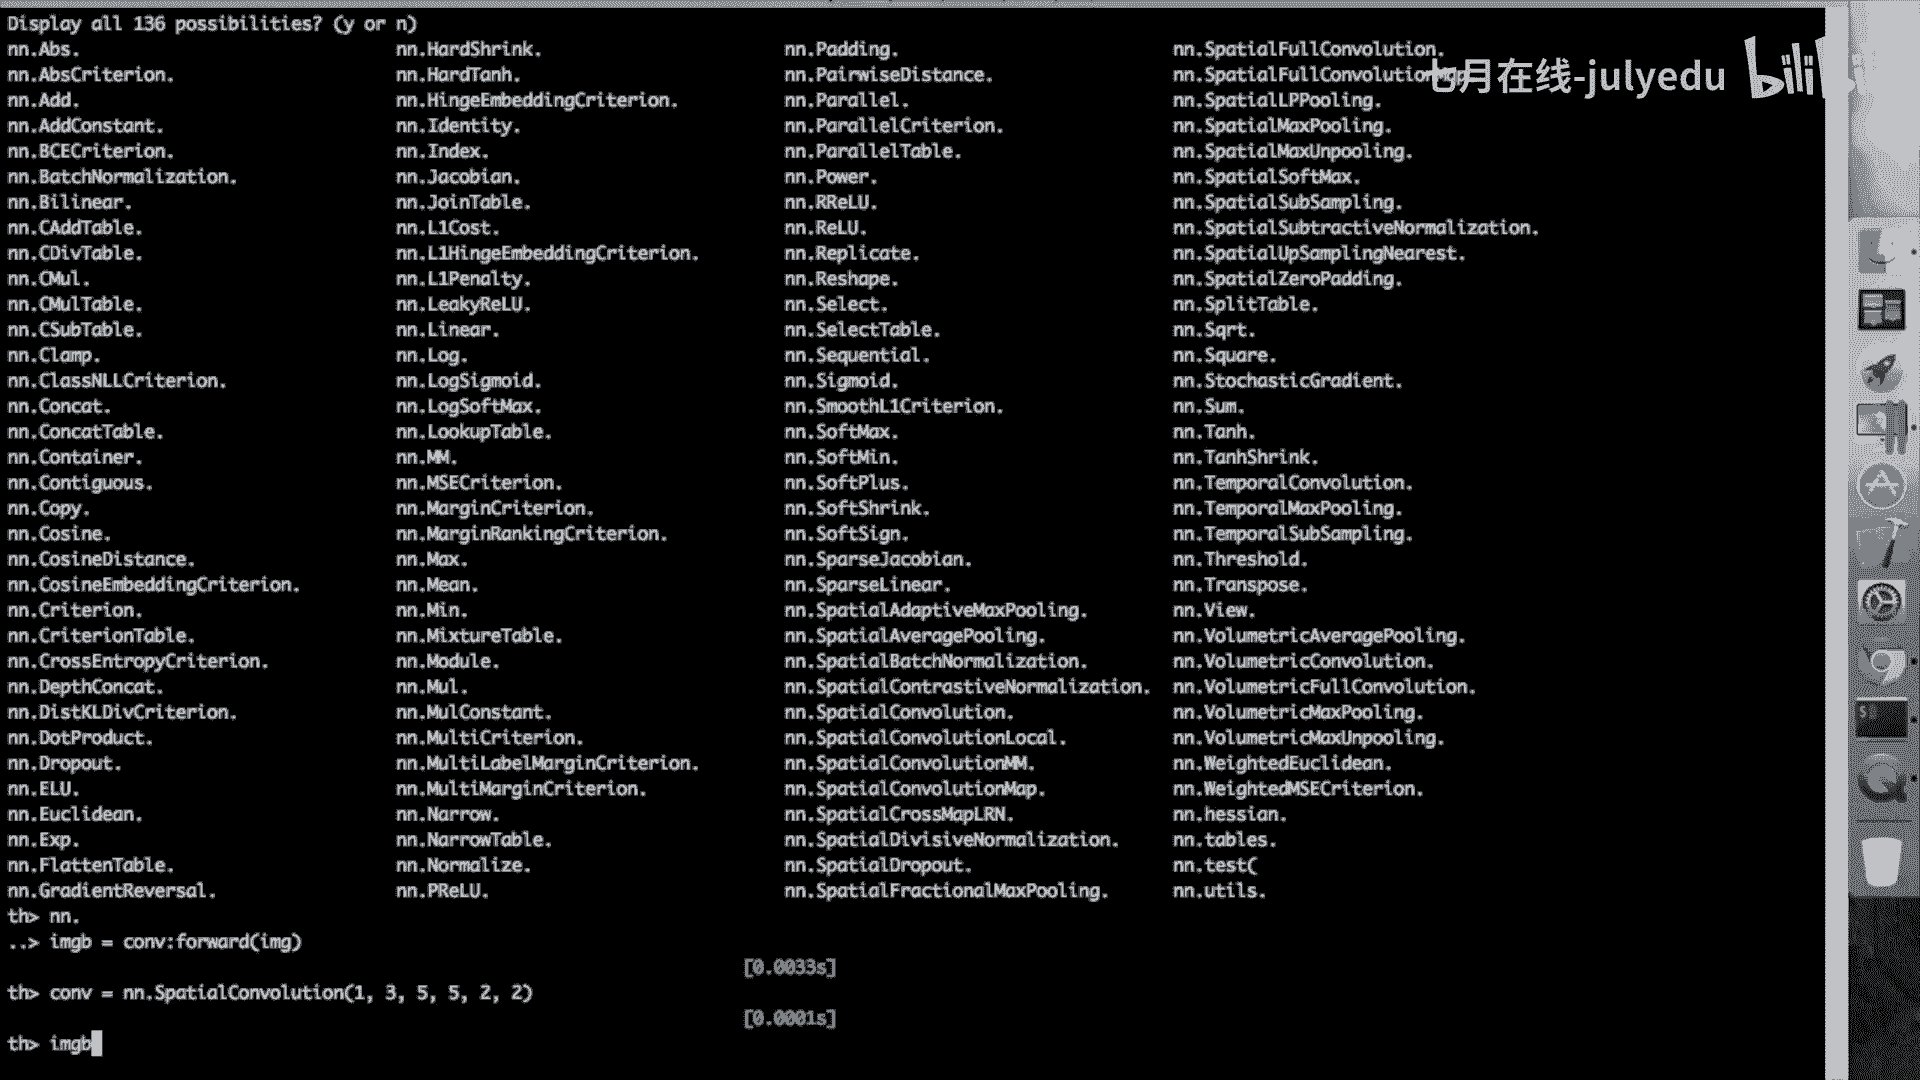 Display all 136 possibilities? (y or n)
nn.Abs. nn.HardShrink. nn.Padding. nn.SpatialFullConvolution.
nn.AbsCriterion. nn.HardTanh. nn.PairwiseDistance. nn.SpatialFullConvolutionMap.
七月在线-julyedu
nn.Add. nn.HingeEmbeddingCriterion. nn.Parallel. nn.SpatialLPPooling.
nn.AddConstant. nn.Identity. nn.ParallelCriterion. nn.SpatialMaxPooling.
nn.BCECriterion. nn.Index. nn.ParallelTable. nn.SpatialMaxUnpooling.
nn.BatchNormalization. nn.Jacobian. nn.Power. nn.SpatialSoftMax.
nn.Bilinear. nn.JoinTable. nn.RReLU. nn.SpatialSubSampling.
nn.CAddTable. nn.L1Cost. nn.ReLU. nn.SpatialSubtractiveNormalization.
nn.CDivTable. nn.L1HingeEmbeddingCriterion. nn.Replicate. nn.SpatialUpSamplingNearest.
nn.CMul. nn.L1Penalty. nn.Reshape. nn.SpatialZeroPadding.
nn.CMulTable. nn.LeakyReLU. nn.Select. nn.SplitTable.
nn.CSubTable. nn.Linear. nn.SelectTable. nn.Sqrt.
nn.Clamp. nn.Log. nn.Sequential. nn.Square.
nn.ClassNLLCriterion. nn.LogSigmoid. nn.Sigmoid. nn.StochasticGradient.
nn.Concat. nn.LogSoftMax. nn.SmoothL1Criterion. nn.Sum.
nn.ConcatTable. nn.LookupTable. nn.SoftMax. nn.Tanh.
nn.Container. nn.MM. nn.SoftMin. nn.TanhShrink.
nn.Contiguous. nn.MSECriterion. nn.SoftPlus. nn.TemporalConvolution.
nn.Copy. nn.MarginCriterion. nn.SoftShrink. nn.TemporalMaxPooling.
nn.Cosine. nn.MarginRankingCriterion. nn.SoftSign. nn.TemporalSubSampling.
nn.CosineDistance. nn.Max. nn.SparseJacobian. nn.Threshold.
nn.CosineEmbeddingCriterion. nn.Mean. nn.SparseLinear. nn.Transpose.
nn.Criterion. nn.Min. nn.SpatialAdaptiveMaxPooling. nn.View.
nn.CriterionTable. nn.MixtureTable. nn.SpatialAveragePooling. nn.VolumetricAveragePooling.
nn.CrossEntropyCriterion. nn.Module. nn.SpatialBatchNormalization. nn.VolumetricConvolution.
nn.DepthConcat. nn.Mul. nn.SpatialContrastiveNormalization. nn.VolumetricFullConvolution.
nn.DistKLDivCriterion. nn.MulConstant. nn.SpatialConvolution. nn.VolumetricMaxPooling.
nn.DotProduct. nn.MultiCriterion. nn.SpatialConvolutionLocal. nn.VolumetricMaxUnpooling.
nn.Dropout. nn.MultiLabelMarginCriterion. nn.SpatialConvolutionMM. nn.WeightedEuclidean.
nn.ELU. nn.MultiMarginCriterion. nn.SpatialConvolutionMap. nn.WeightedMSECriterion.
nn.Euclidean. nn.Narrow. nn.SpatialCrossMapLRN. nn.hessian.
nn.Exp. nn.NarrowTable. nn.SpatialDivisiveNormalization. nn.tables.
nn.FlattenTable. nn.Normalize. nn.SpatialDropout. nn.test(
nn.GradientReversal. nn.PReLU. nn.SpatialFractionalMaxPooling. nn.utils.
th> nn.
..> imgb = conv:forward(img)
[0.0033s]
th> conv = nn.SpatialConvolution(1, 3, 5, 5, 2, 2)
[0.0001s]
th> imgb